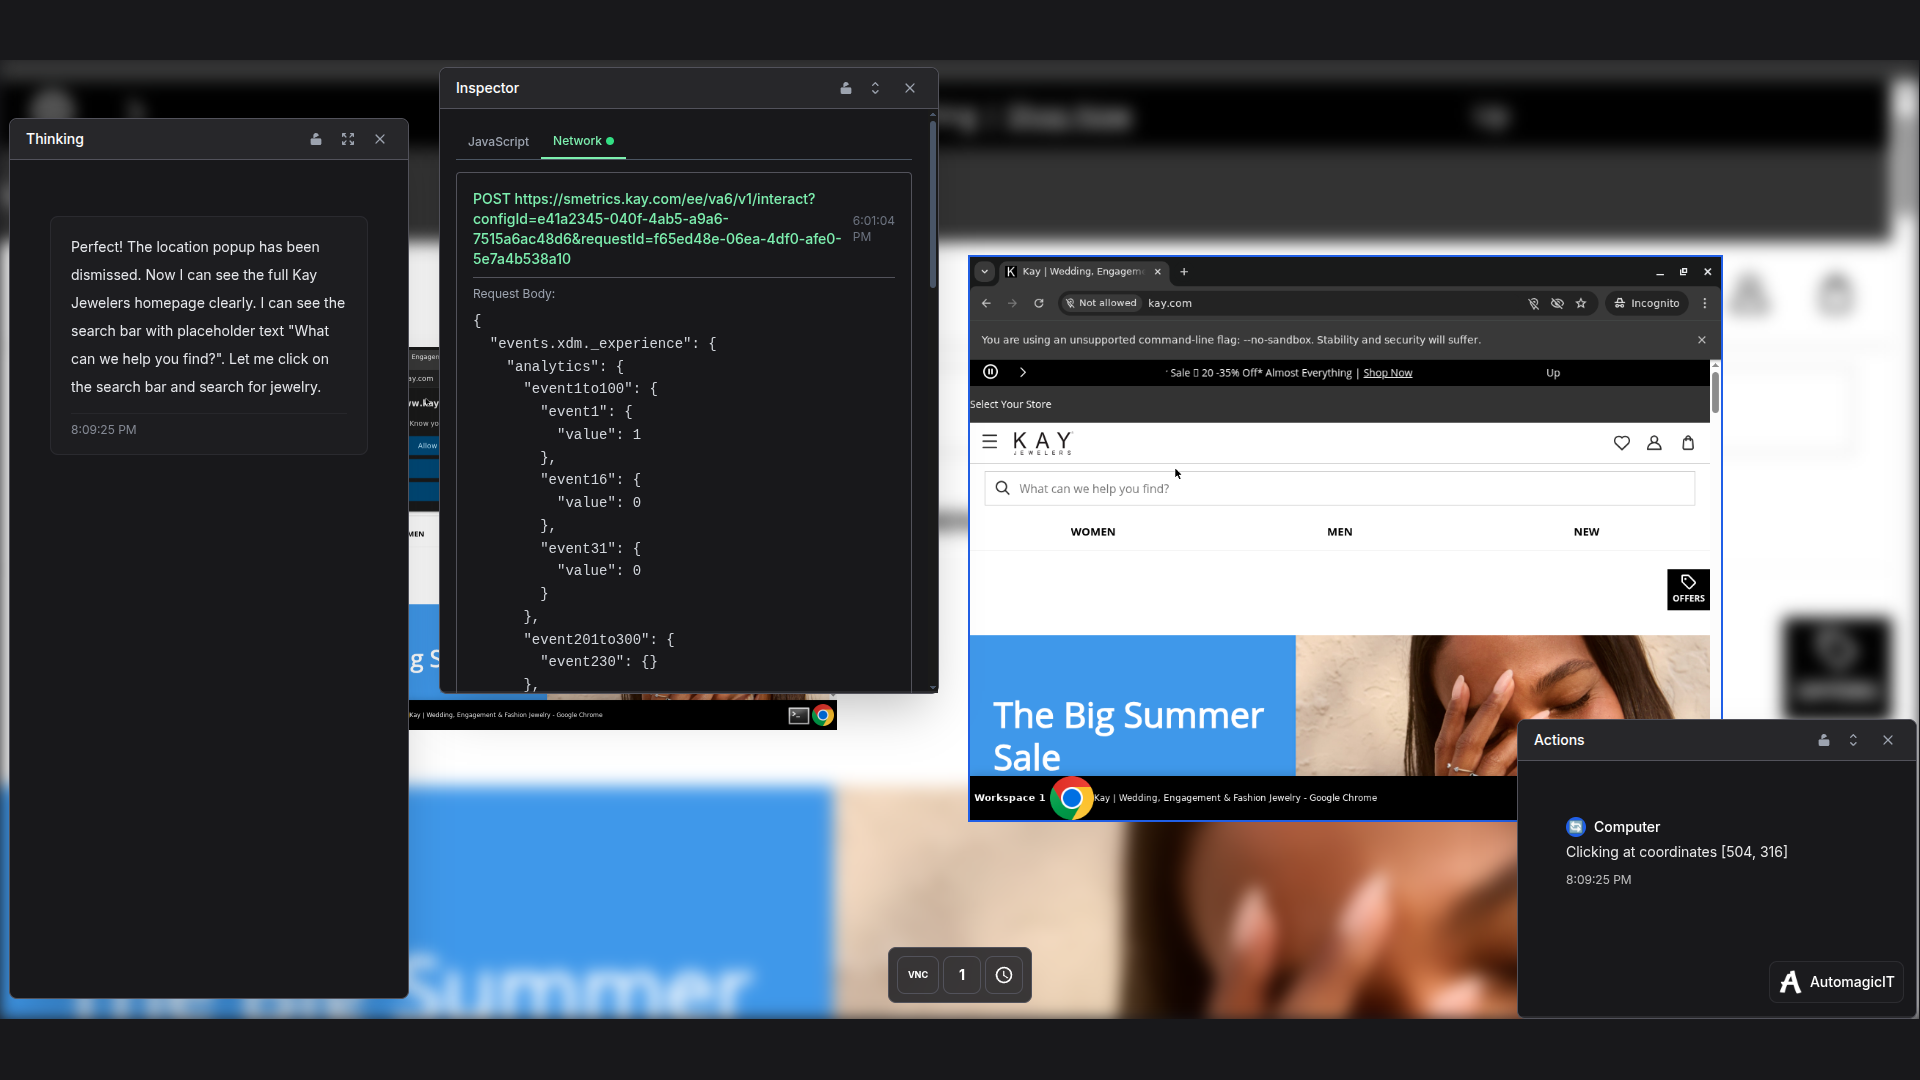 Thinking
Perfect! The location popup has been
dismissed. Now I can see the full Kay
Jewelers homepage clearly. I can see the
search bar with placeholder text "What
can we help you find?". Let me click on
the search bar and search for jewelry.
8:09:25 PM
Inspector
JavaScript
Network
POST https://smetrics.kay.com/ee/va6/v1/interact?
configId=e41a2345-040f-4ab5-a9a6-
7515a6ac48d6&requestId=f65ed48e-06ea-4df0-afe0-
5e7a4b538a10
6:01:04
PM
Request Body:
{
"events.xdm._experience": {
"analytics": {
"event1to100": {
"event1": {
"value": 1
},
"event16": {
"value": 0
},
"event31": {
"value": 0
}
},
"event201to300": {
"event230": {}
},
Engagen
ay.com
Know yo
Allow
MEN
g S
Kay | Wedding, Engagement & Fashion Jewelry - Google Chrome
Kay | Wedding, Engagem
Not allowed
kay.com
Incognito
You are using an unsupported command-line flag: --no-sandbox. Stability and security will suffer.
Sale 20 -35% Off* Almost Everything | Shop Now
Up
Select Your Store
KAY
JEWELERS
What can we help you find?
WOMEN
MEN
NEW
OFFERS
The Big Summer
Sale
Workspace 1
Kay | Wedding, Engagement & Fashion Jewelry - Google Chrome
Actions
Computer
Clicking at coordinates [504, 316]
8:09:25 PM
VNC
1
AutomagicIT